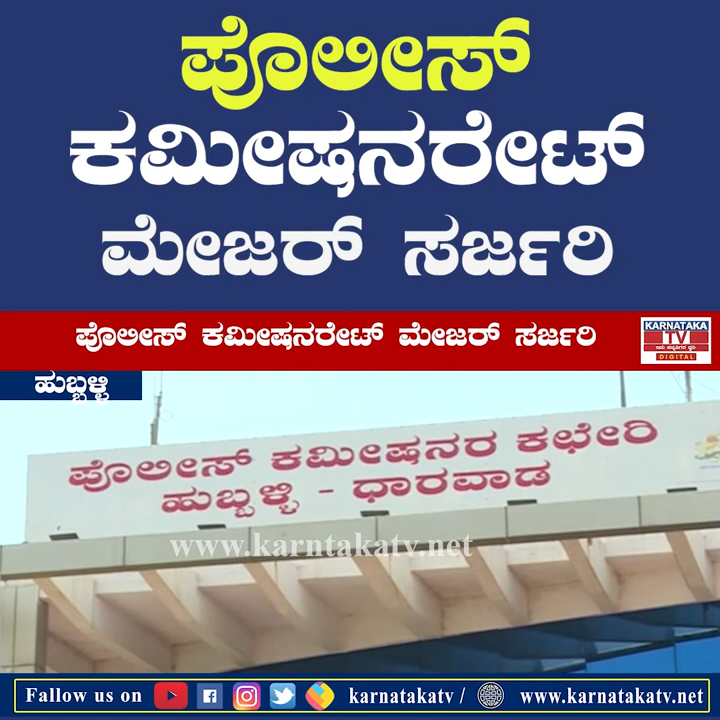 ಪೊಲೀಸ್
ಕಮೀಷನರೇಟ್
ಮೇಜರ್ ಸರ್ಜರಿ
ಪೊಲೀಸ್ ಕಮೀಷನರೇಟ್ ಮೇಜರ್ ಸರ್ಜರಿ
KARNATAKA
TV
DIGITAL
ಹುಬ್ಬಳ್ಳಿ
ಪೊಲೀಸ್ ಕಮೀಷನರ ಕಛೇರಿ
ಹುಬ್ಬಳ್ಳಿ - ಧಾರವಾಡ
www.karntakatv.net
Fallow us on karnatakatv / www.karnatakatv.net